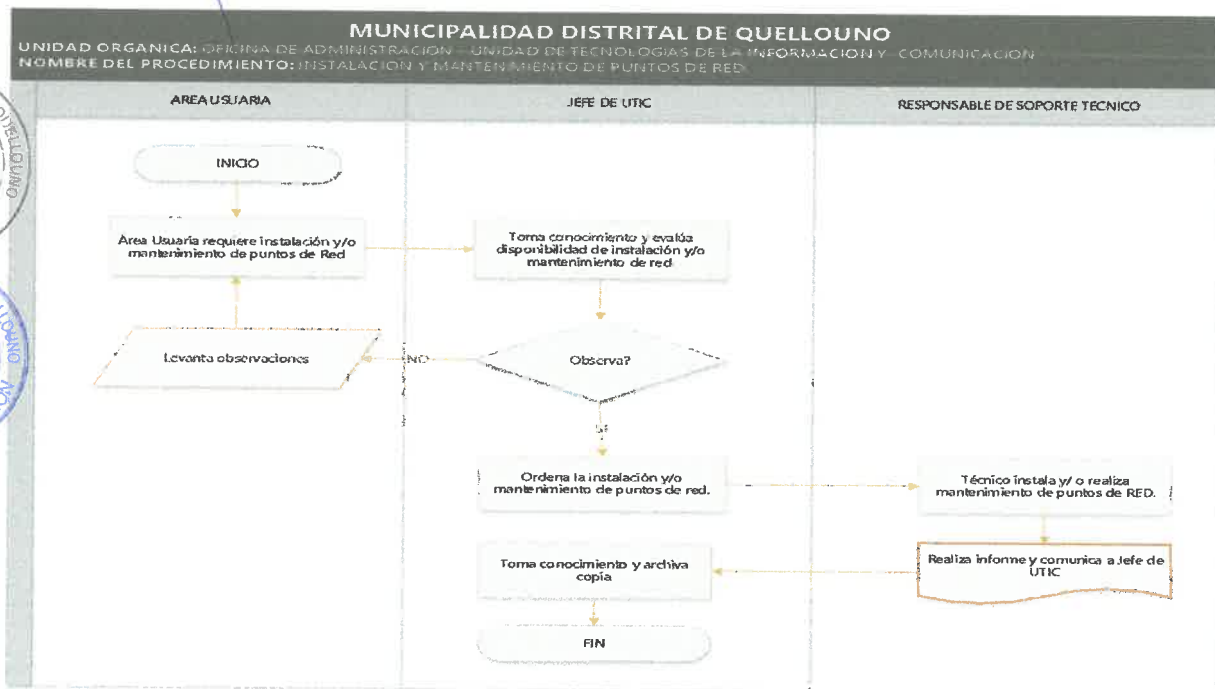 MUNICIPALIDAD DISTRITAL DE QUELLOUNO
UNIDAD ORGANICA: OFICINA DE ADMINISTRACION - UNIDAD DE TECNOLOGIAS DE LA INFORMACION Y COMUNICACION
NOMBRE DEL PROCEDIMIENTO: INSTALACION Y MANTENIMIENTO DE PUNTOS DE RED
AREA USUARIA
JEFE DE UTIC
RESPONSABLE DE SOPORTE TECNICO
INICIO
Area Usuaria requiere instalación y/o
mantenimiento de puntos de Red
Toma conocimiento y evalúa
disponibilidad de instalación y/o
mantenimiento de red
Levanta observaciones
NO
Observa?
SI
Ordena la instalación y/o
mantenimiento de puntos de red.
Técnico instala y/ o realiza
mantenimiento de puntos de RED.
Toma conocimiento y archiva
copia
Realiza informe y comunica a Jefe de
UTIC
FIN
QUELLOUNO